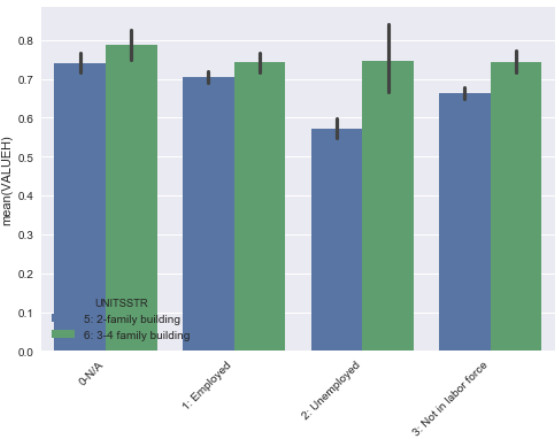 mean(VALUEH)
0.8
0.7
0.6
0.5
0.4
0.3
0.2
0.1
0.0
UNITSSTR
5: 2-family building
6: 3-4 family building
0-N/A
1: Employed
2: Unemployed
3: Not in labor force